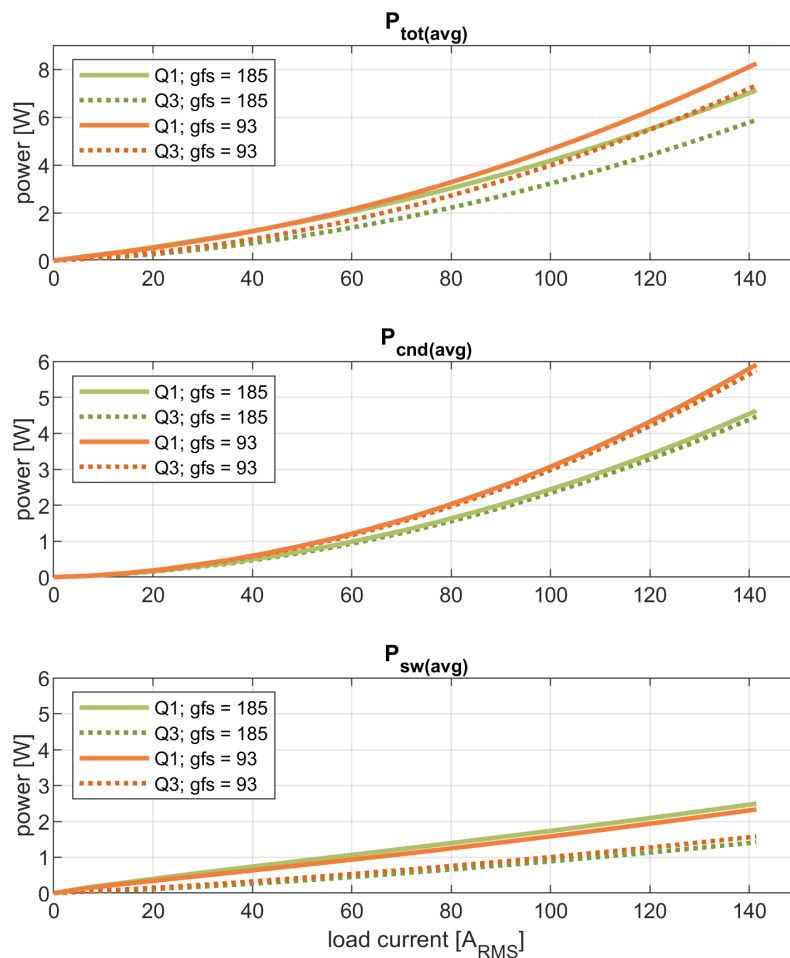 P_tot(avg)
power [W]
8
6
4
2
0
Q1; gfs = 185
Q3; gfs = 185
Q1; gfs = 93
Q3; gfs = 93
0 20 40 60 80 100 120 140
P_cnd(avg)
power [W]
6
5
4
3
2
1
0
Q1; gfs = 185
Q3; gfs = 185
Q1; gfs = 93
Q3; gfs = 93
0 20 40 60 80 100 120 140
P_sw(avg)
power [W]
6
5
4
3
2
1
0
Q1; gfs = 185
Q3; gfs = 185
Q1; gfs = 93
Q3; gfs = 93
0 20 40 60 80 100 120 140
load current [A_RMS]